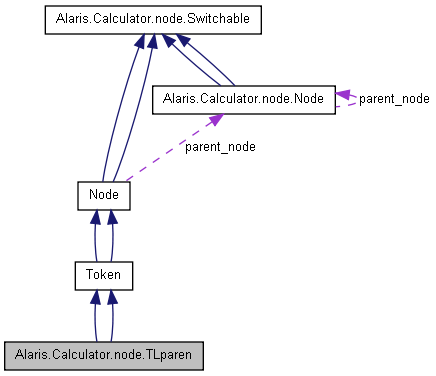 Alaris.Calculator.node.Switchable
Alaris.Calculator.node.Node
parent_node
parent_node
Node
Token
Alaris.Calculator.node.TLparen